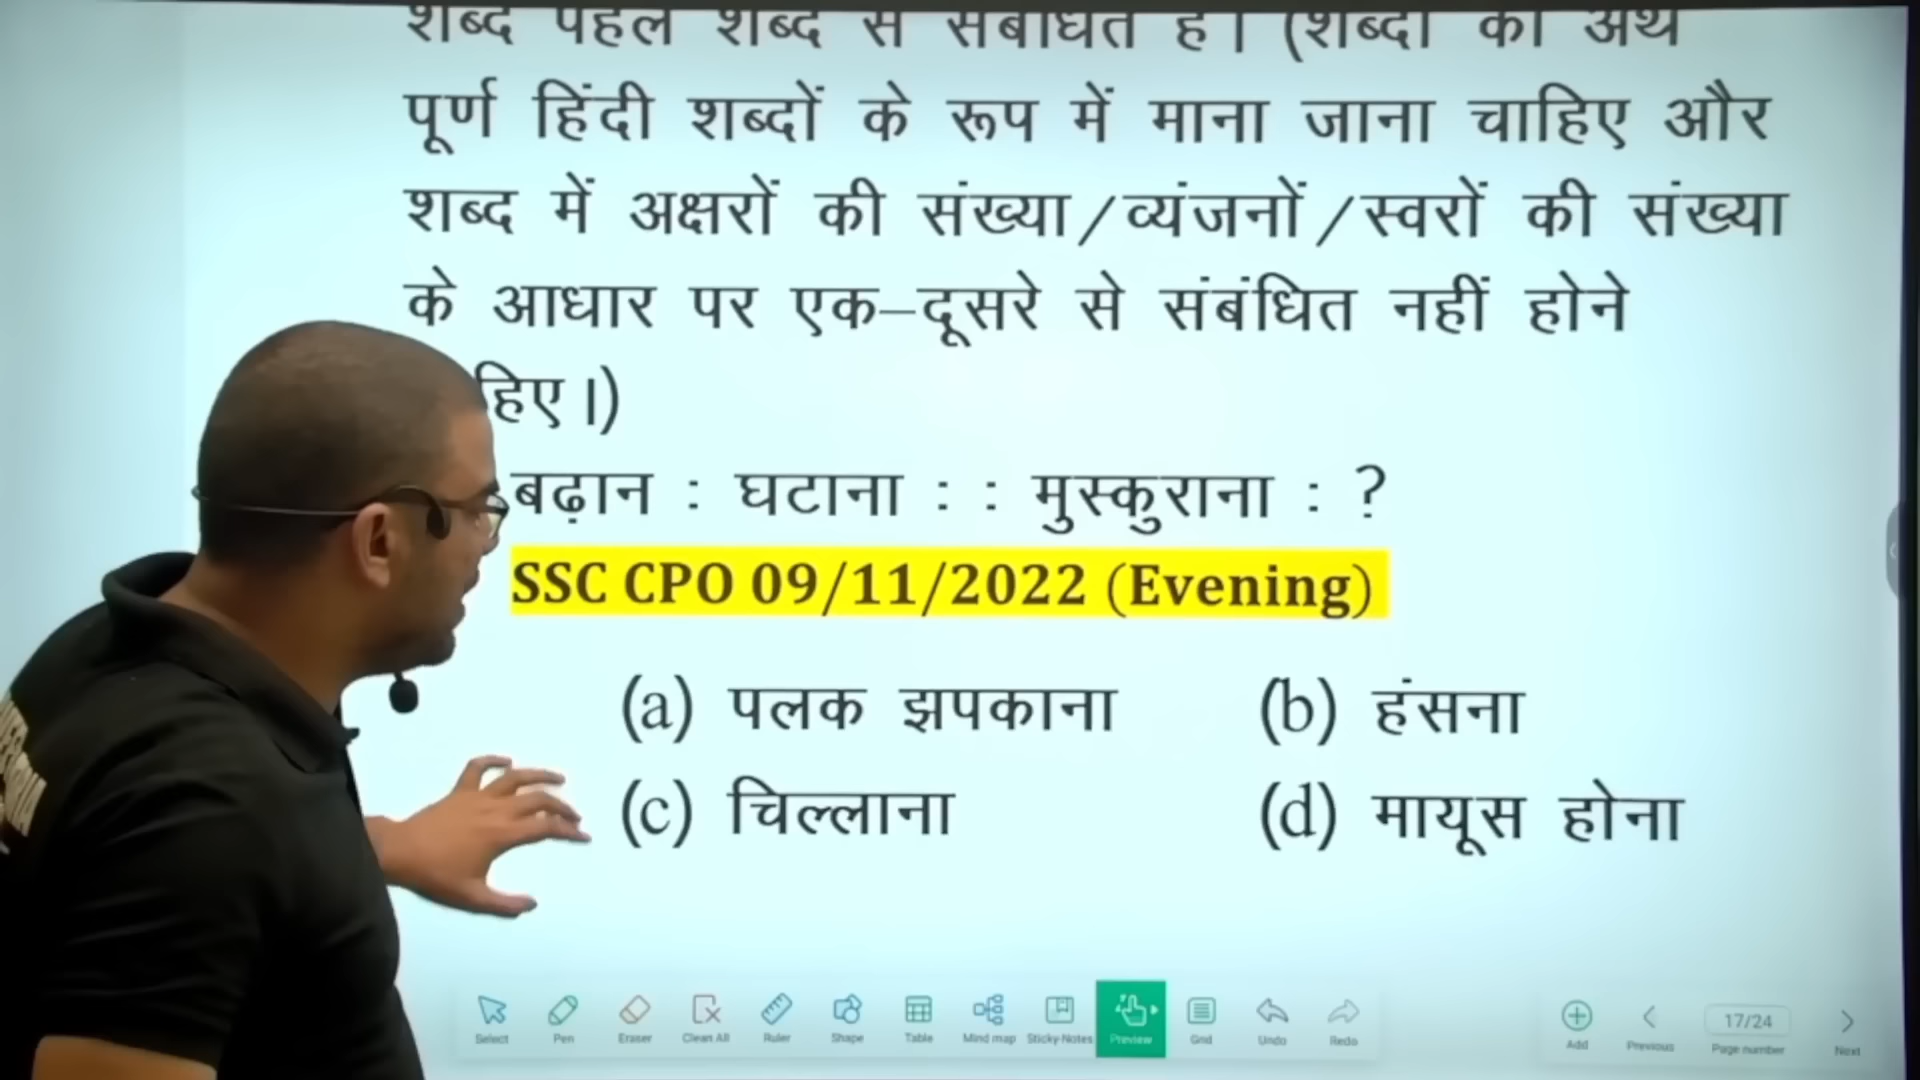 शब्द पहले शब्द से संबंधित है। (शब्दों को अर्थ
पूर्ण हिंदी शब्दों के रूप में माना जाना चाहिए और
शब्द में अक्षरों की संख्या/व्यंजनों/स्वरों की संख्या
के आधार पर एक–दूसरे से संबंधित नहीं होने
हिए।)
बढ़ान : घटाना : : मुस्कुराना : ?
SSC CPO 09/11/2022 (Evening)
(a) पलक झपकाना (b) हंसना
(c) चिल्लाना (d) मायूस होना
Select Pen Eraser Clean All Ruler Shape Table Mind map Sticky Notes Preview Grid Undo Redo Add Previous 17/24 Page number Next